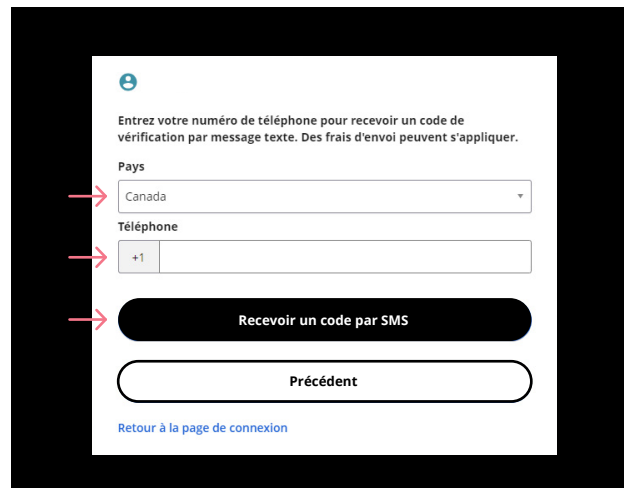 Entrez votre numéro de téléphone pour recevoir un code de
vérification par message texte. Des frais d'envoi peuvent s'appliquer.
Pays
Canada
Téléphone
+1
Recevoir un code par SMS
Précédent
Retour à la page de connexion